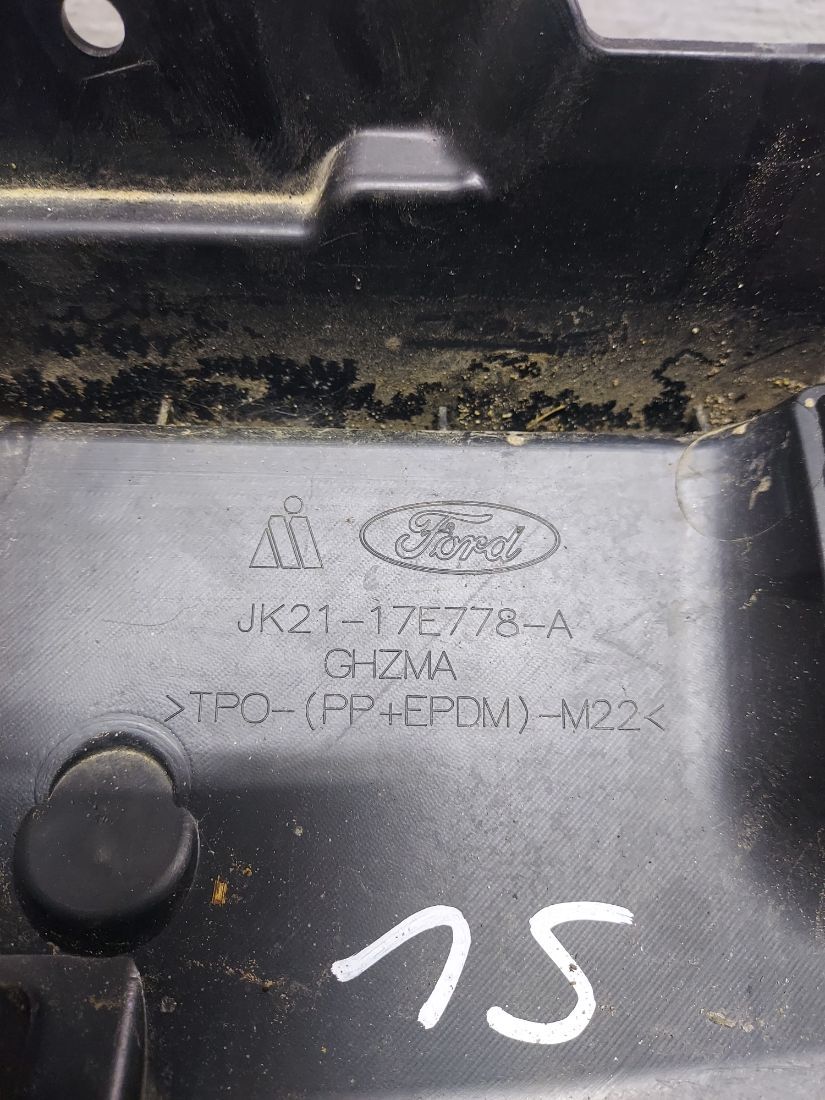 Ford
JK21-17E778-A
GHZMA
>TPO-(PP+EPDM)-M22<
15